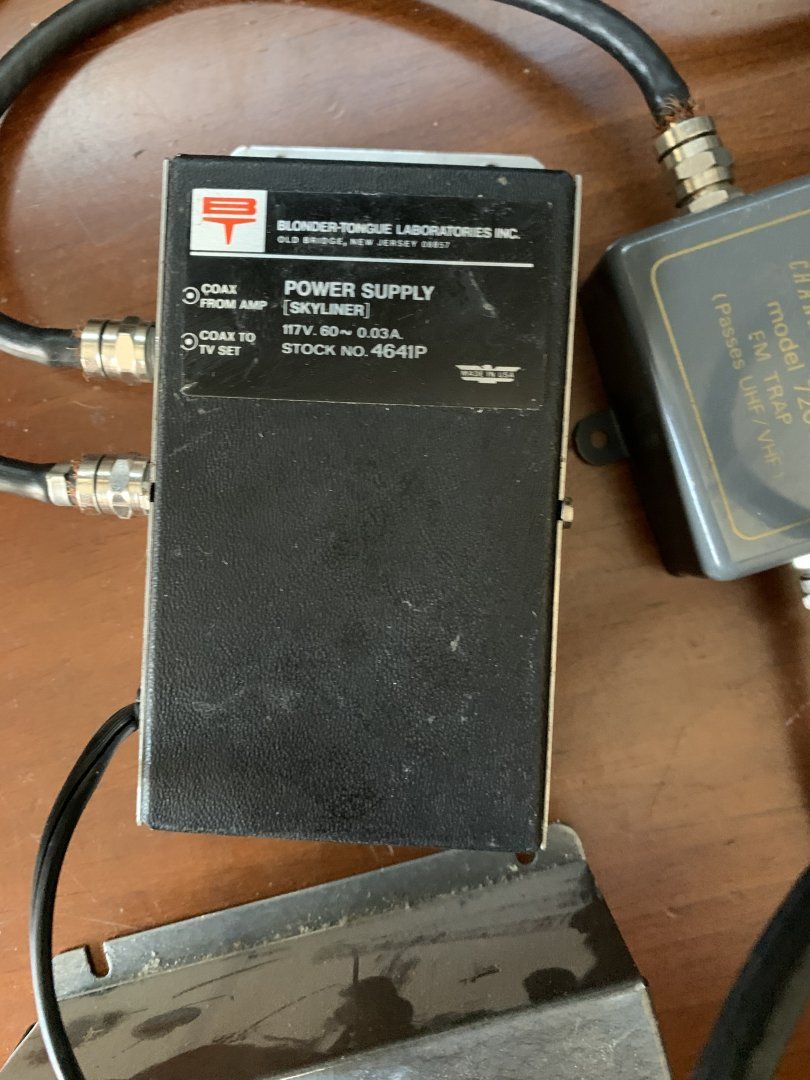 BT
BLONDER-TONGUE LABORATORIES INC.
OLD BRIDGE, NEW JERSEY 08857
COAX
FROM AMP
POWER SUPPLY
[SKYLINER]
COAX TO
TV SET
117V. 60~ 0.03A.
STOCK NO. 4641P
MADE IN USA
model
FM TRAP
(Passes UHF/VHF)